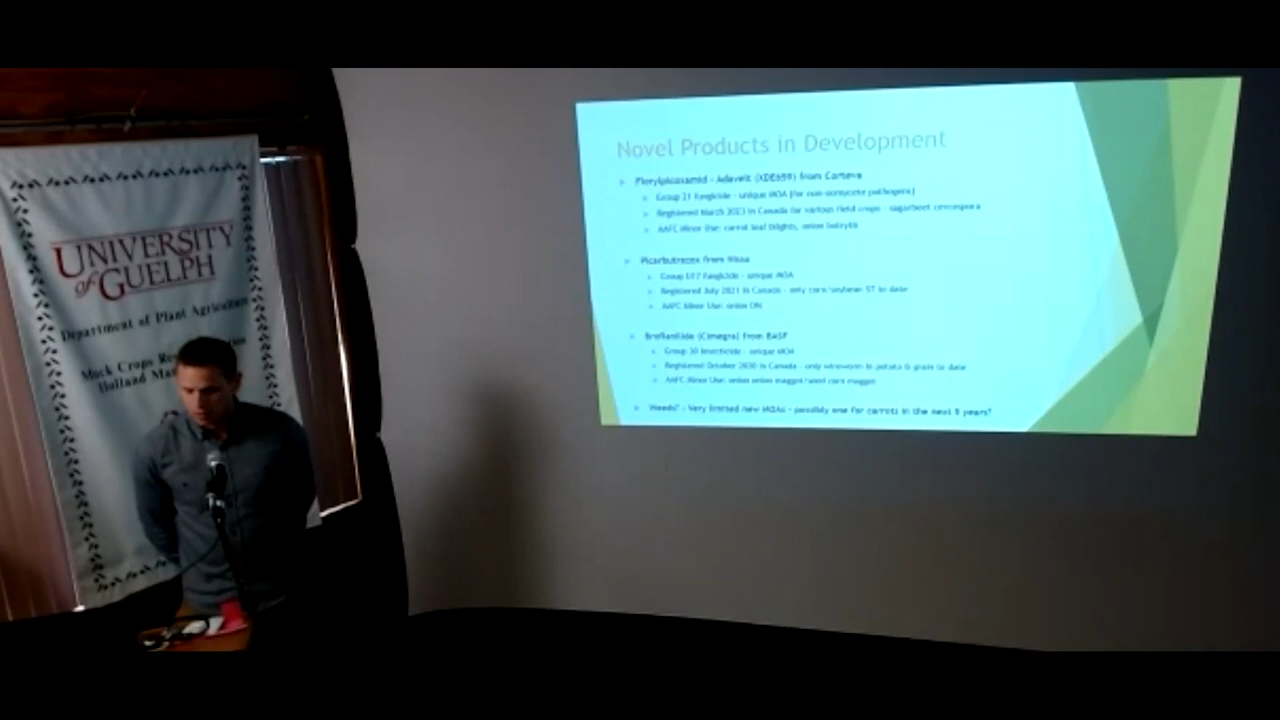 UNIVERSITY
of GUELPH
Department of Plant Agriculture
Muck Crops
Holland
Novel Products in Development
Florylpicoxamid - Adavelt (XDE659) from Corteva
Group 21 Fungicide - unique MOA (for non-oomycete pathogens)
Registered March 2023 in Canada for various field crops - sugarbeet cercospora
AAFC Minor Use: carrot leaf blights, onion botrytis
Picarbutrazox from Nissa
Group U17 Fungicide - unique MOA
Registered July 2021 in Canada - only corn/soybean ST to date
AAFC Minor Use: onion DM
Broflanilide (Cimegra) from BASF
Group 30 Insecticide - unique MOA
Registered October 2020 in Canada - only wireworm in potato & grain to date
AAFC Minor Use: onion maggot corn maggot
Weeds? - Very limited new MOAs - possibly one for carrots in the next 5 years?